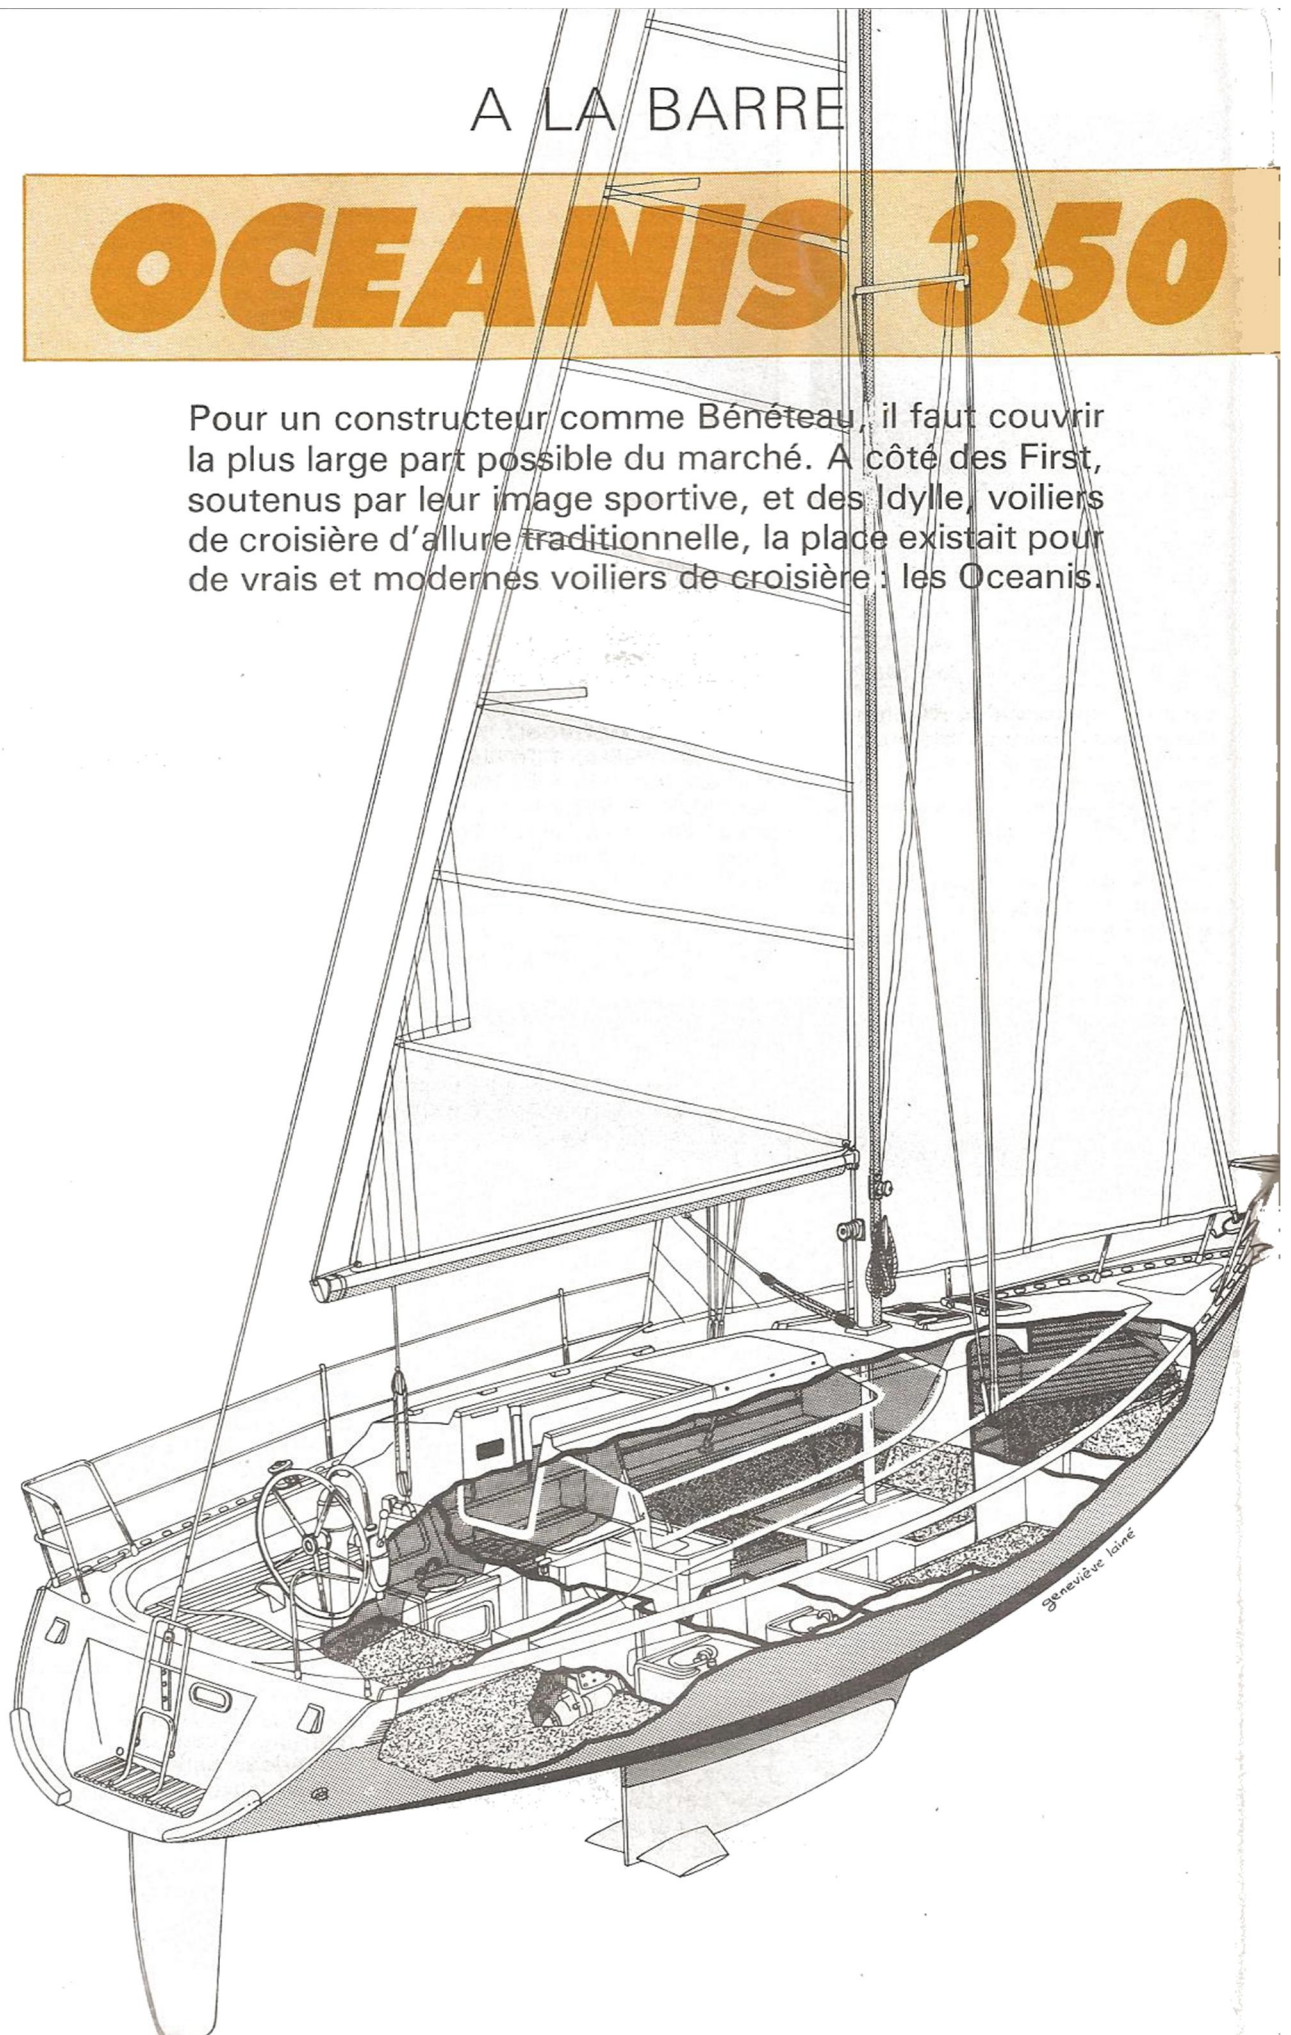 A LA BARRE
OCEANIS 350
Pour un constructeur comme Bénéteau, il faut couvrir
la plus large part possible du marché. A côté des First,
soutenus par leur image sportive, et des Idylle, voiliers
de croisière d'allure traditionnelle, la place existait pour
de vrais et modernes voiliers de croisière : les Oceanis.
geneviève lainé